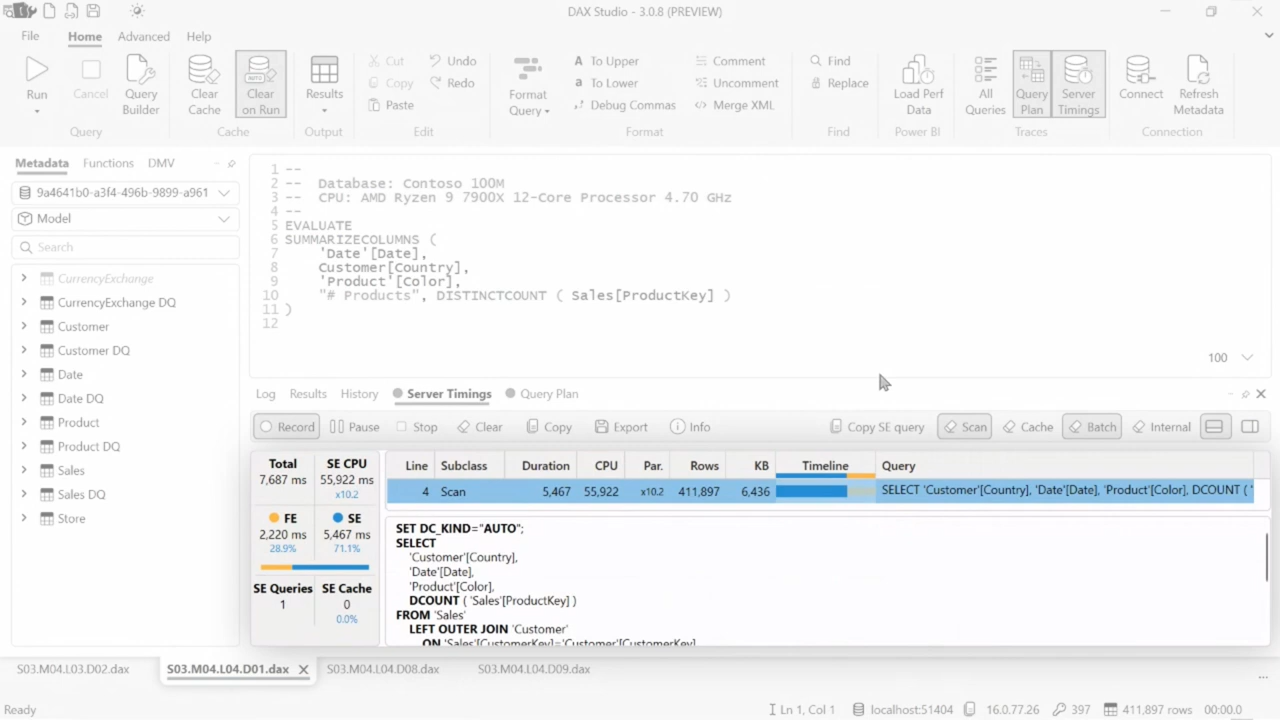 DAX Studio - 3.0.8 (PREVIEW)
File Home Advanced Help
Run Cancel Query Builder Clear Cache AUTO Clear on Run Results Cut Copy Paste Undo Redo Format Query A To Upper a To Lower Debug Commas Comment Uncomment Merge XML Find Replace Load Perf Data All Queries Query Plan Server Timings Connect Refresh Metadata
Query Cache Output Edit Format Find Power BI Traces Connection
Metadata Functions DMV
9a4641b0-a3f4-496b-9899-a961
Model
Search
CurrencyExchange
CurrencyExchange DQ
Customer
Customer DQ
Date
Date DQ
Product
Product DQ
Sales
Sales DQ
Store
1 --
2 -- Database: Contoso 100M
3 -- CPU: AMD Ryzen 9 7900X 12-Core Processor 4.70 GHz
4 --
5 EVALUATE
6 SUMMARIZECOLUMNS (
7 'Date'[Date],
8 Customer[Country],
9 'Product'[Color],
10 "# Products", DISTINCTCOUNT ( Sales[ProductKey] )
11 )
12
100
Log Results History Server Timings Query Plan
Record Pause Stop Clear Copy Export Info Copy SE query Scan Cache Batch Internal
Total SE CPU
7,687 ms 55,922 ms
x10.2
FE SE
2,220 ms 5,467 ms
28.9% 71.1%
SE Queries SE Cache
1 0
0.0%
Line Subclass Duration CPU Par. Rows KB Timeline Query
4 Scan 5,467 55,922 x10.2 411,897 6,436 SELECT 'Customer'[Country], 'Date'[Date], 'Product'[Color], DCOUNT ( '
SET DC_KIND="AUTO";
SELECT
'Customer'[Country],
'Date'[Date],
'Product'[Color],
DCOUNT ( 'Sales'[ProductKey] )
FROM 'Sales'
LEFT OUTER JOIN 'Customer'
ON 'Sales'[CustomerKey]='Customer'[CustomerKey]
S03.M04.L03.D02.dax S03.M04.L04.D01.dax S03.M04.L04.D08.dax S03.M04.L04.D09.dax
Ready Ln 1, Col 1 localhost:51404 16.0.77.26 397 411,897 rows 00:00.0